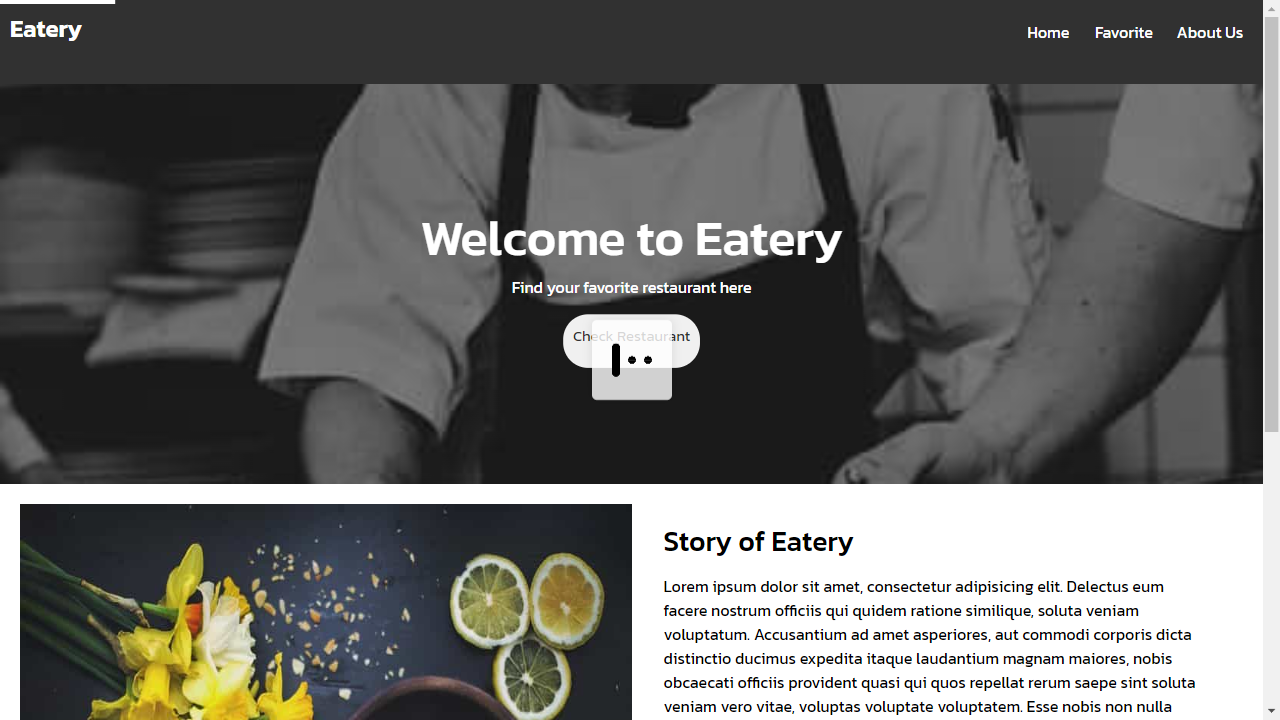 Eatery
Home Favorite About Us
Welcome to Eatery
Find your favorite restaurant here
Check Restaurant
Story of Eatery
Lorem ipsum dolor sit amet, consectetur adipisicing elit. Delectus eum
facere nostrum officiis qui quidem ratione similique, soluta veniam
voluptatum. Accusantium ad amet asperiores, aut commodi corporis dicta
distinctio ducimus expedita itaque laudantium magnam maiores, nobis
obcaecati officiis provident quasi qui quos repellat rerum saepe sint soluta
veniam vero vitae, voluptas voluptate voluptatem. Esse nobis non nulla